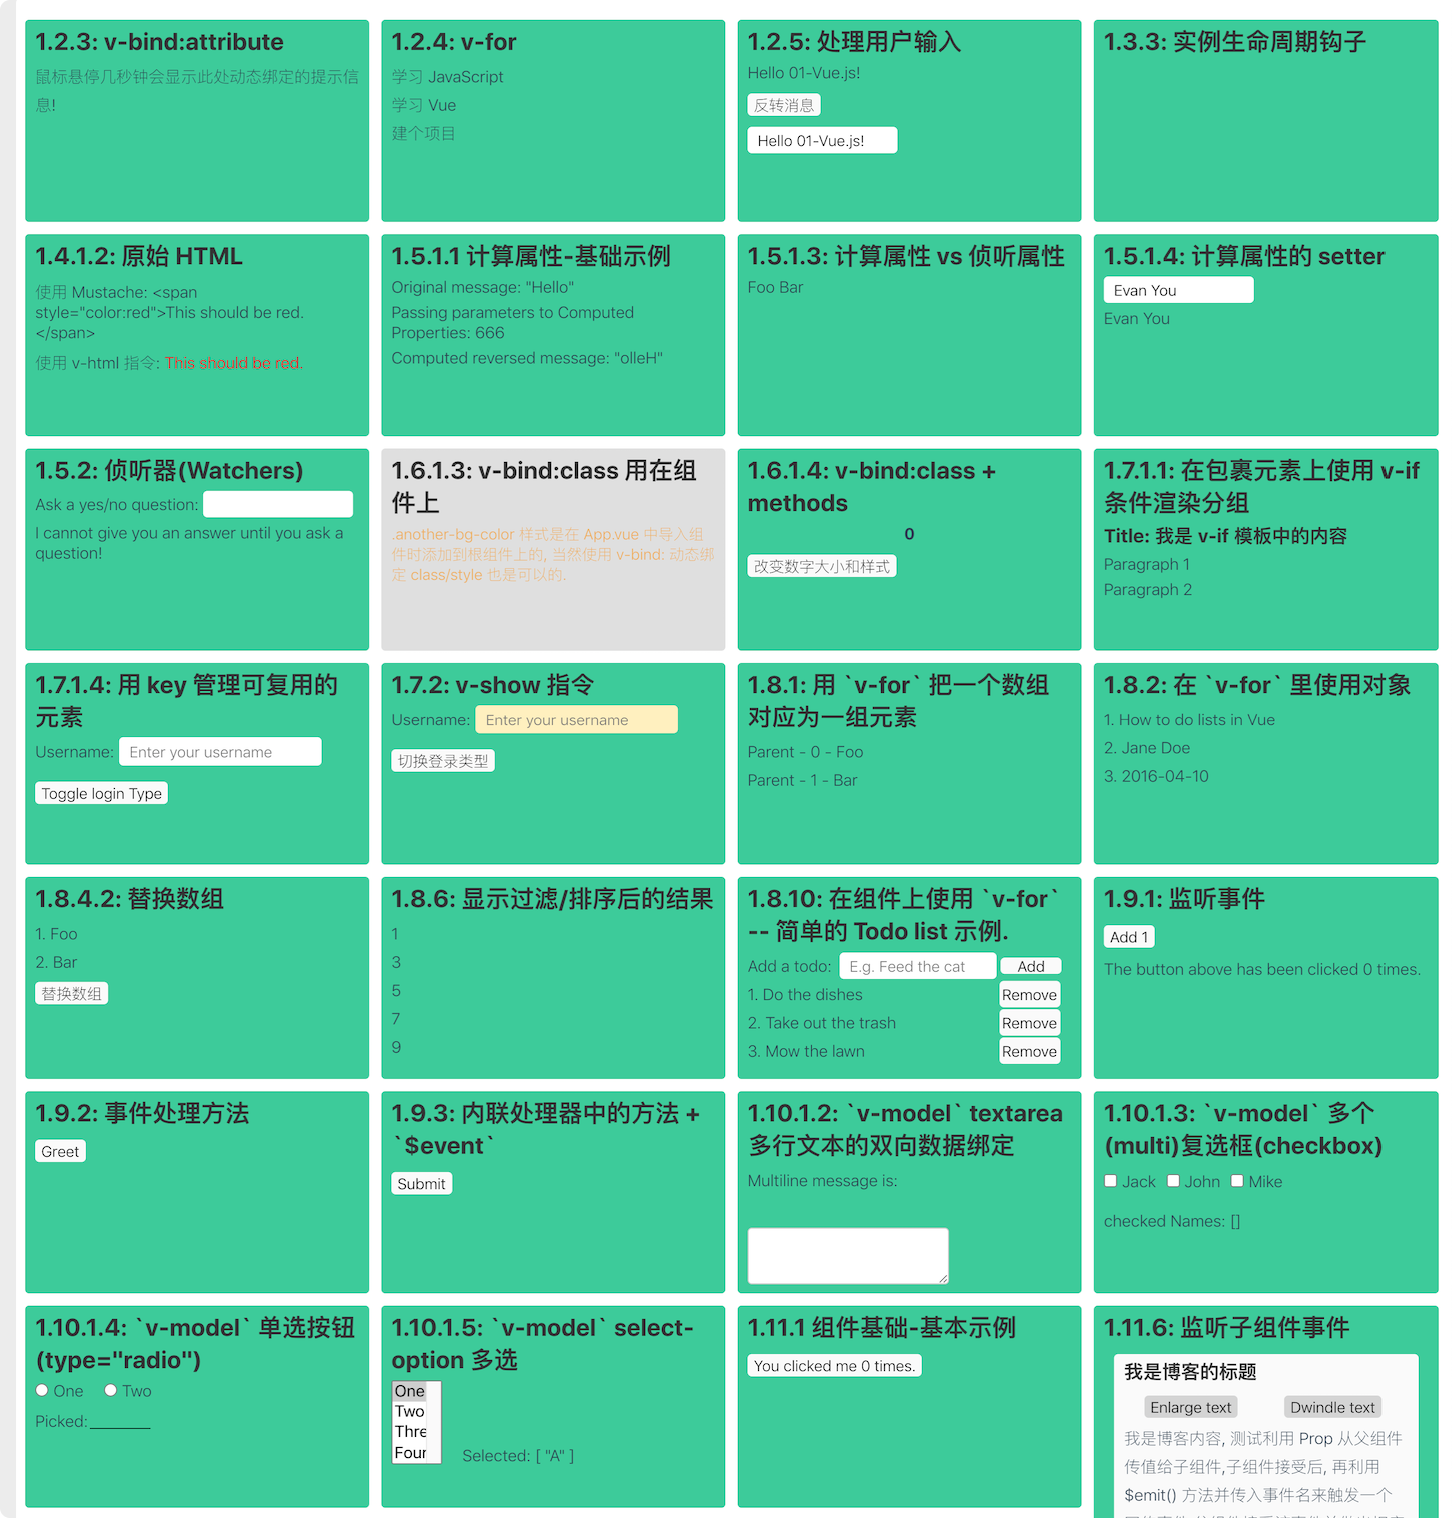 1.2.3: v-bind:attribute
鼠标悬停几秒钟会显示此处动态绑定的提示信
息!
1.2.4: v-for
学习 JavaScript
学习 Vue
建个项目
1.2.5: 处理用户输入
Hello 01-Vue.js!
反转消息
Hello 01-Vue.js!
1.3.3: 实例生命周期钩子
1.4.1.2: 原始 HTML
使用 Mustache: <span
style="color:red">This should be red.
</span>
使用 v-html 指令: This should be red.
1.5.1.1 计算属性-基础示例
Original message: "Hello"
Passing parameters to Computed
Properties: 666
Computed reversed message: "olleH"
1.5.1.3: 计算属性 vs 侦听属性
Foo Bar
1.5.1.4: 计算属性的 setter
Evan You
Evan You
1.5.2: 侦听器(Watchers)
Ask a yes/no question:
I cannot give you an answer until you ask a
question!
1.6.1.3: v-bind:class 用在组
件上
.another-bg-color 样式是在 App.vue 中导入组
件时添加到根组件上的, 当然使用 v-bind: 动态绑
定 class/style 也是可以的.
1.6.1.4: v-bind:class +
methods
0
改变数字大小和样式
1.7.1.1: 在包裹元素上使用 v-if
条件渲染分组
Title: 我是 v-if 模板中的内容
Paragraph 1
Paragraph 2
1.7.1.4: 用 key 管理可复用的
元素
Username: Enter your username
Toggle login Type
1.7.2: v-show 指令
Username: Enter your username
切换登录类型
1.8.1: 用 `v-for` 把一个数组
对应为一组元素
Parent - 0 - Foo
Parent - 1 - Bar
1.8.2: 在 `v-for` 里使用对象
1. How to do lists in Vue
2. Jane Doe
3. 2016-04-10
1.8.4.2: 替换数组
1. Foo
2. Bar
替换数组
1.8.6: 显示过滤/排序后的结果
1
3
5
7
9
1.8.10: 在组件上使用 `v-for`
-- 简单的 Todo list 示例.
Add a todo: E.g. Feed the cat Add
1. Do the dishes Remove
2. Take out the trash Remove
3. Mow the lawn Remove
1.9.1: 监听事件
Add 1
The button above has been clicked 0 times.
1.9.2: 事件处理方法
Greet
1.9.3: 内联处理器中的方法 +
`$event`
Submit
1.10.1.2: `v-model` textarea
多行文本的双向数据绑定
Multiline message is:
1.10.1.3: `v-model` 多个
(multi)复选框(checkbox)
Jack John Mike
checked Names: []
1.10.1.4: `v-model` 单选按钮
(type="radio")
One Two
Picked:
1.10.1.5: `v-model` select-
option 多选
One
Two
Thre
Four
Selected: [ "A" ]
1.11.1 组件基础-基本示例
You clicked me 0 times.
1.11.6: 监听子组件事件
我是博客的标题
Enlarge text Dwindle text
我是博客内容, 测试利用 Prop 从父组件
传值给子组件,子组件接受后, 再利用
$emit() 方法并传入事件名来触发一个